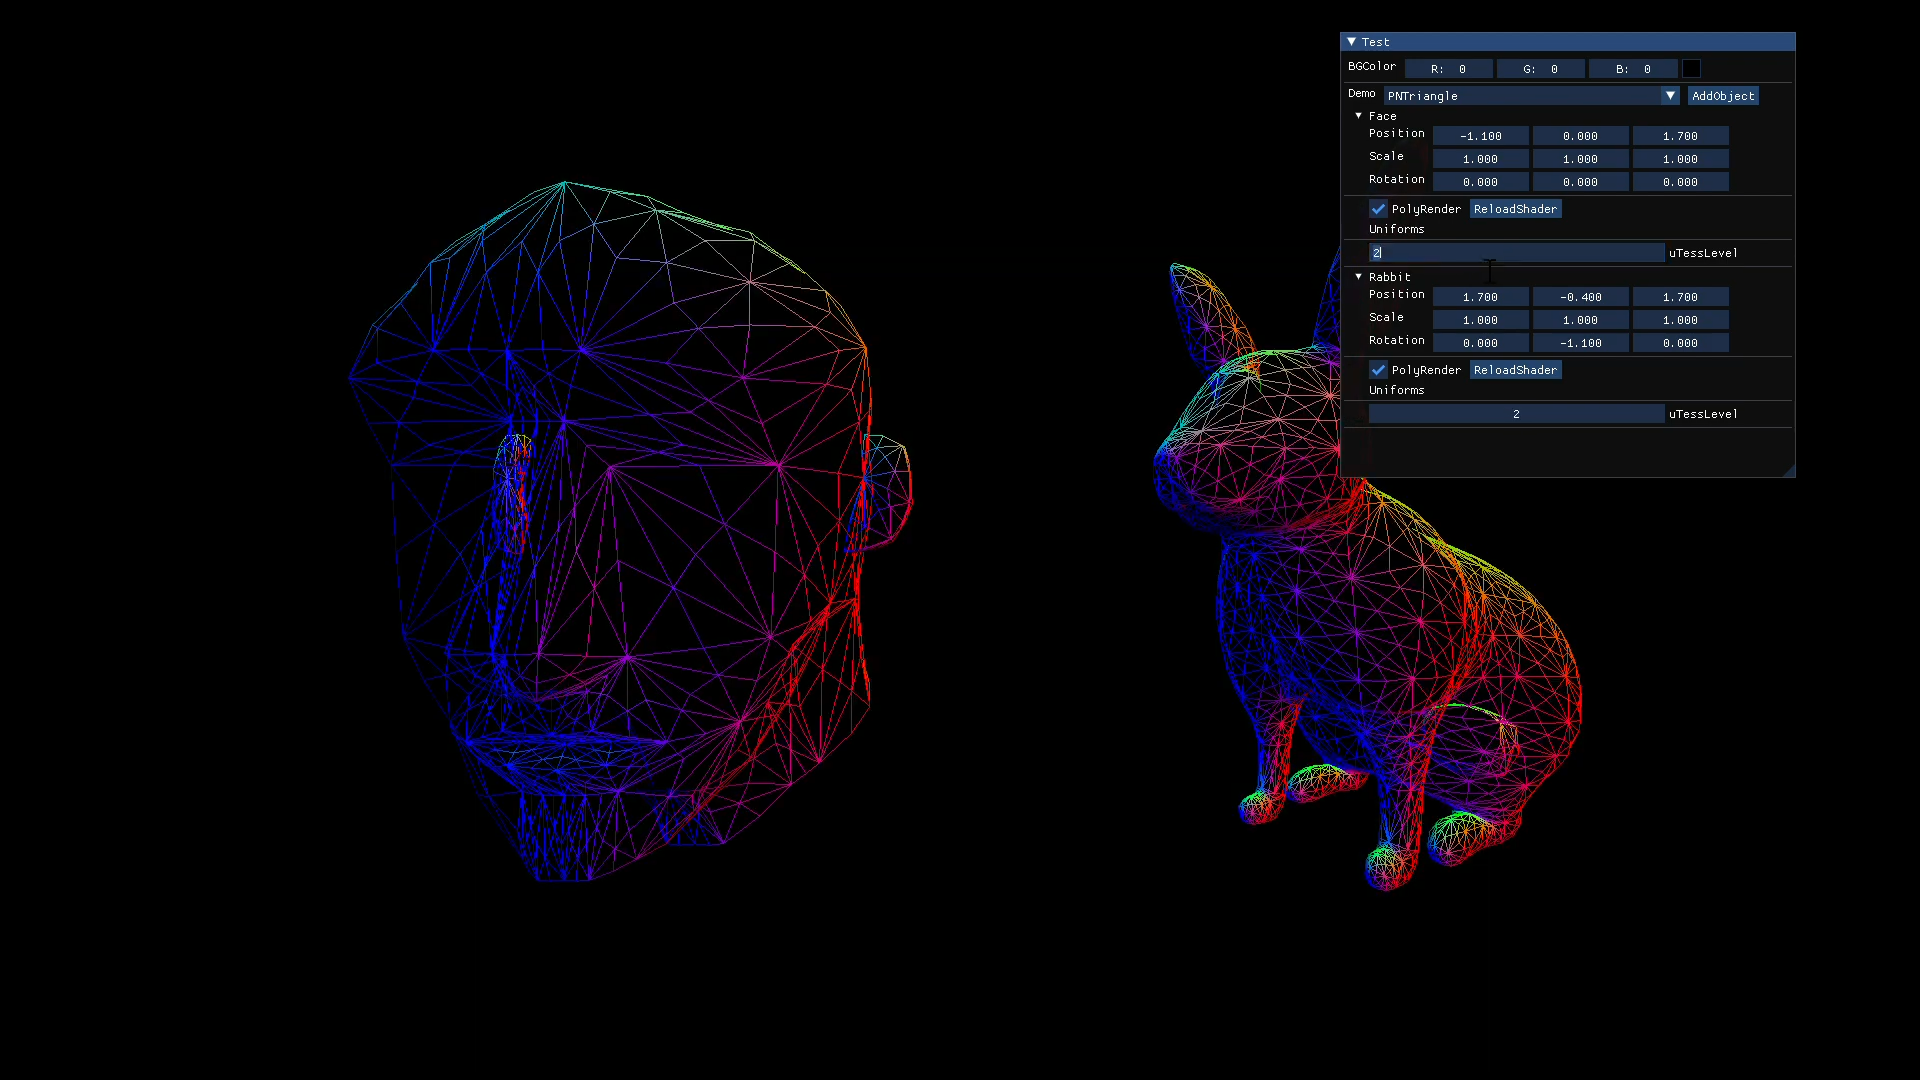 Test
BGColor R: 0 G: 0 B: 0
Demo PNTriangle AddObject
Face
Position -1.100 0.000 1.700
Scale 1.000 1.000 1.000
Rotation 0.000 0.000 0.000
PolyRender ReloadShader
Uniforms
2 uTessLevel
Rabbit
Position 1.700 -0.400 1.700
Scale 1.000 1.000 1.000
Rotation 0.000 -1.100 0.000
PolyRender ReloadShader
Uniforms
2 uTessLevel